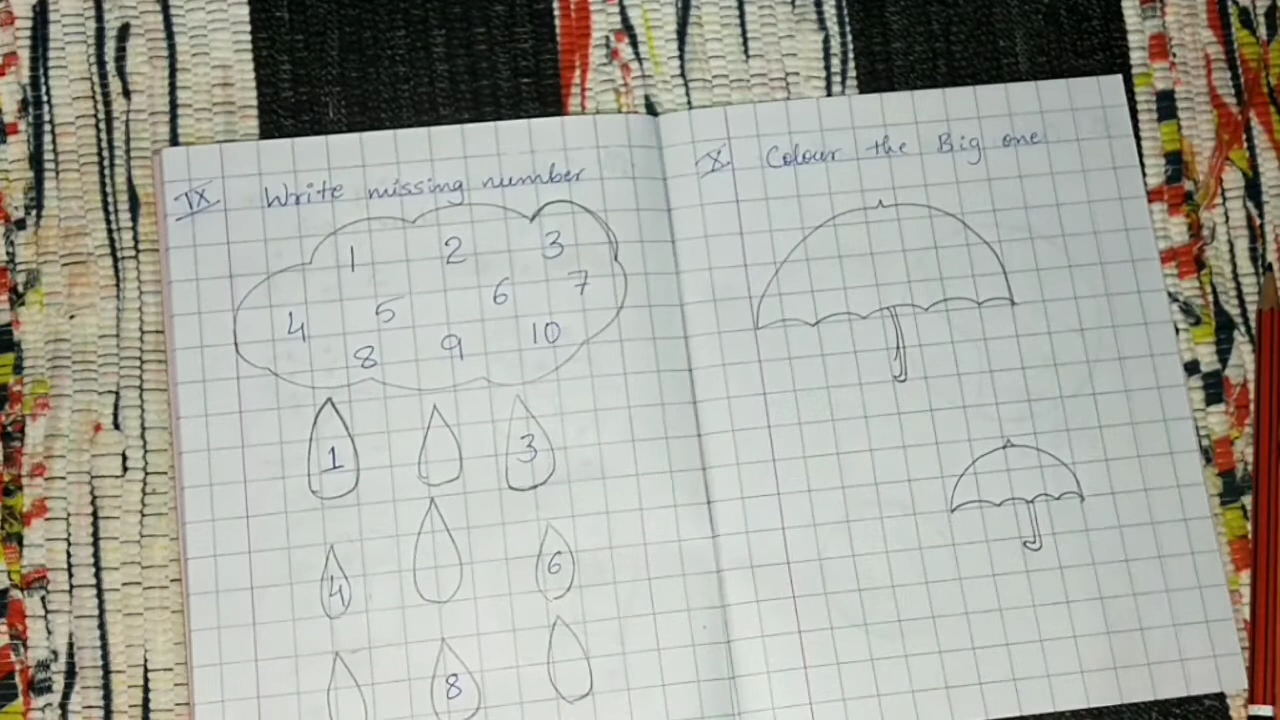 IX Write missing number
1 2 3
4 5 6 7
8 9 10
1 3
4 6
8
X Colour the Big one